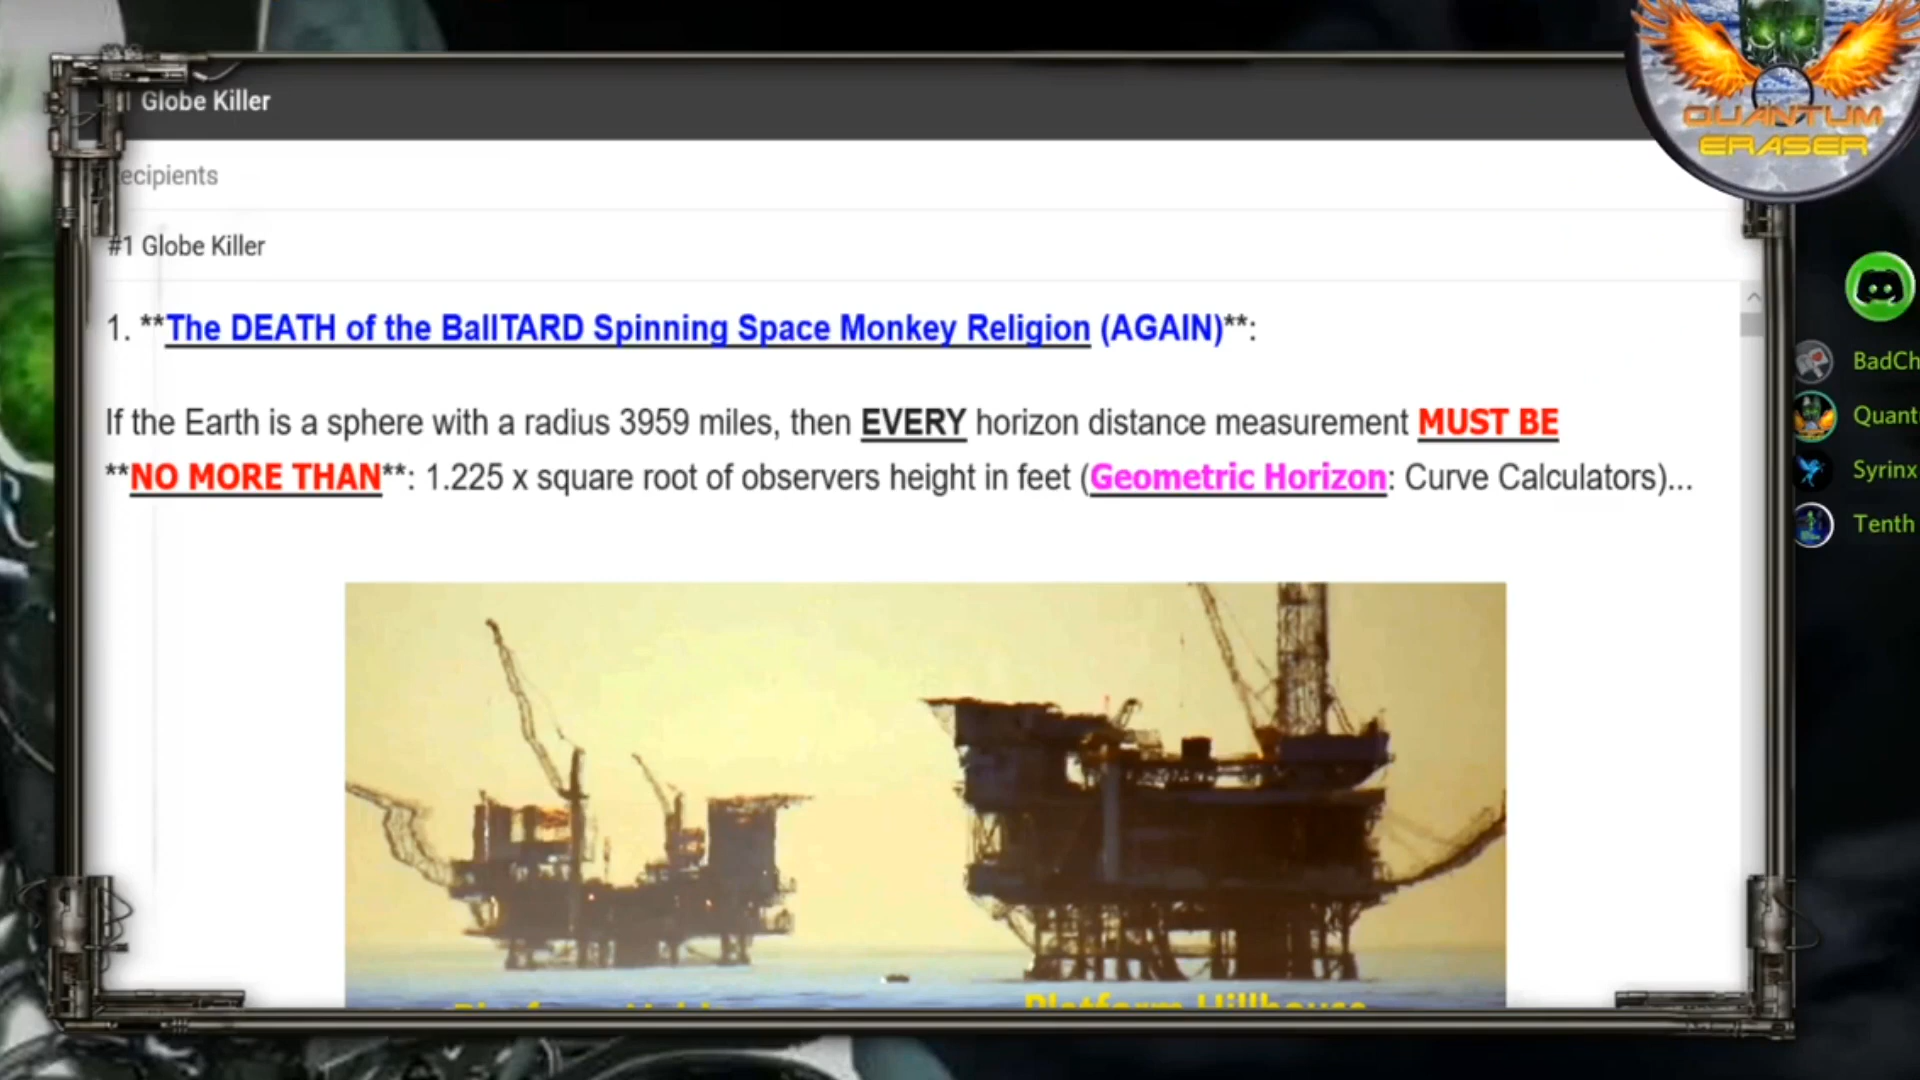 Globe Killer
ecipients
#1 Globe Killer
1. **The DEATH of the BallTARD Spinning Space Monkey Religion (AGAIN)**:
If the Earth is a sphere with a radius 3959 miles, then EVERY horizon distance measurement MUST BE
**NO MORE THAN**: 1.225 x square root of observers height in feet (Geometric Horizon: Curve Calculators)...
Platform Hillhouse
QUANTUM
ERASER
BadCh
Quant
Syrinx
Tenth